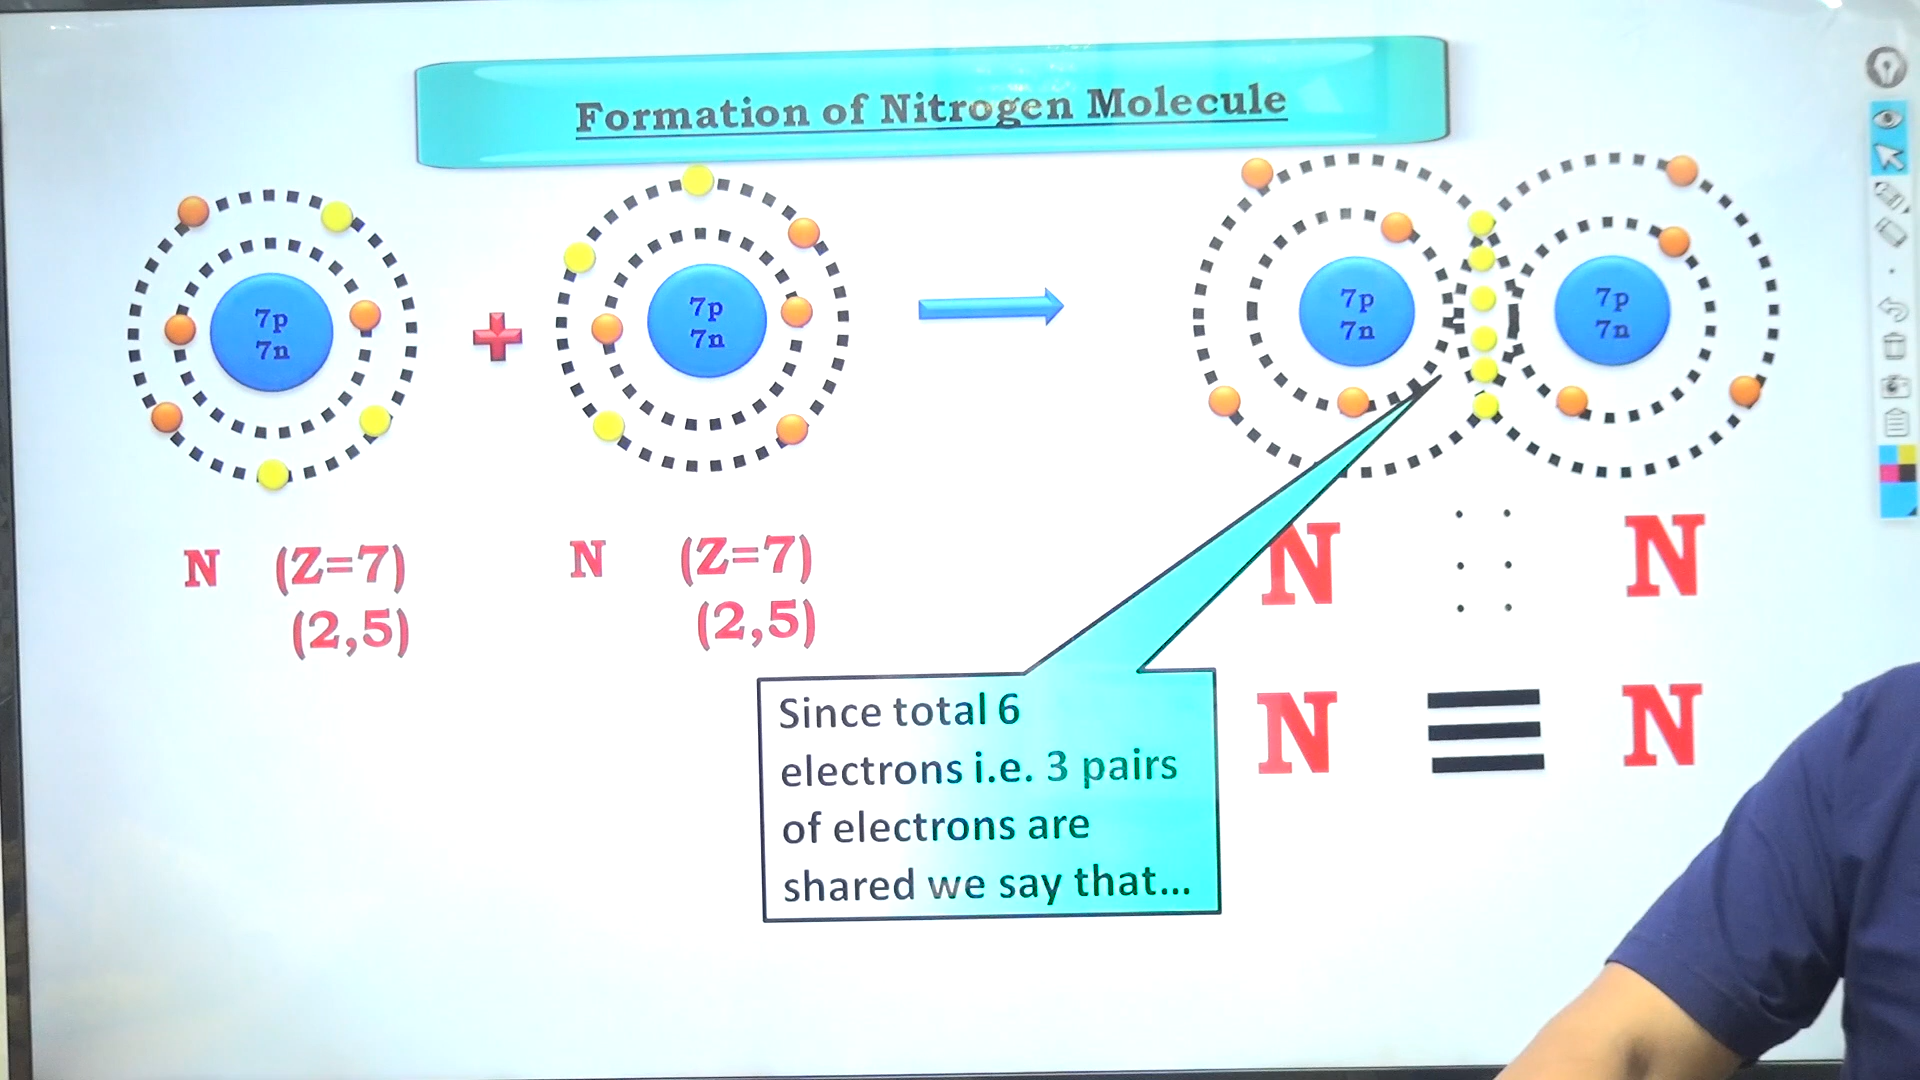 Formation of Nitrogen Molecule
7p
7n
7p
7n
7p
7n
7p
7n
N (Z=7)
(2,5)
N (Z=7)
(2,5)
N : : : N
N ≡ N
Since total 6
electrons i.e. 3 pairs
of electrons are
shared we say that...